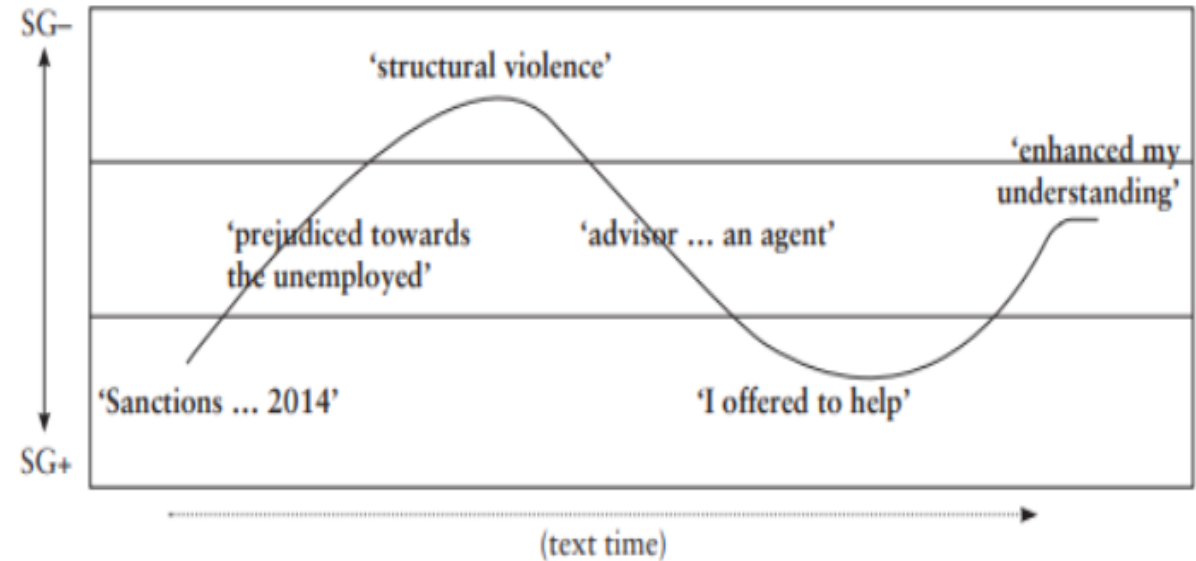 SG–
‘structural violence’
‘enhanced my
understanding’
‘prejudiced towards
the unemployed’
‘advisor ... an agent’
‘Sanctions ... 2014’
‘I offered to help’
SG+
(text time)